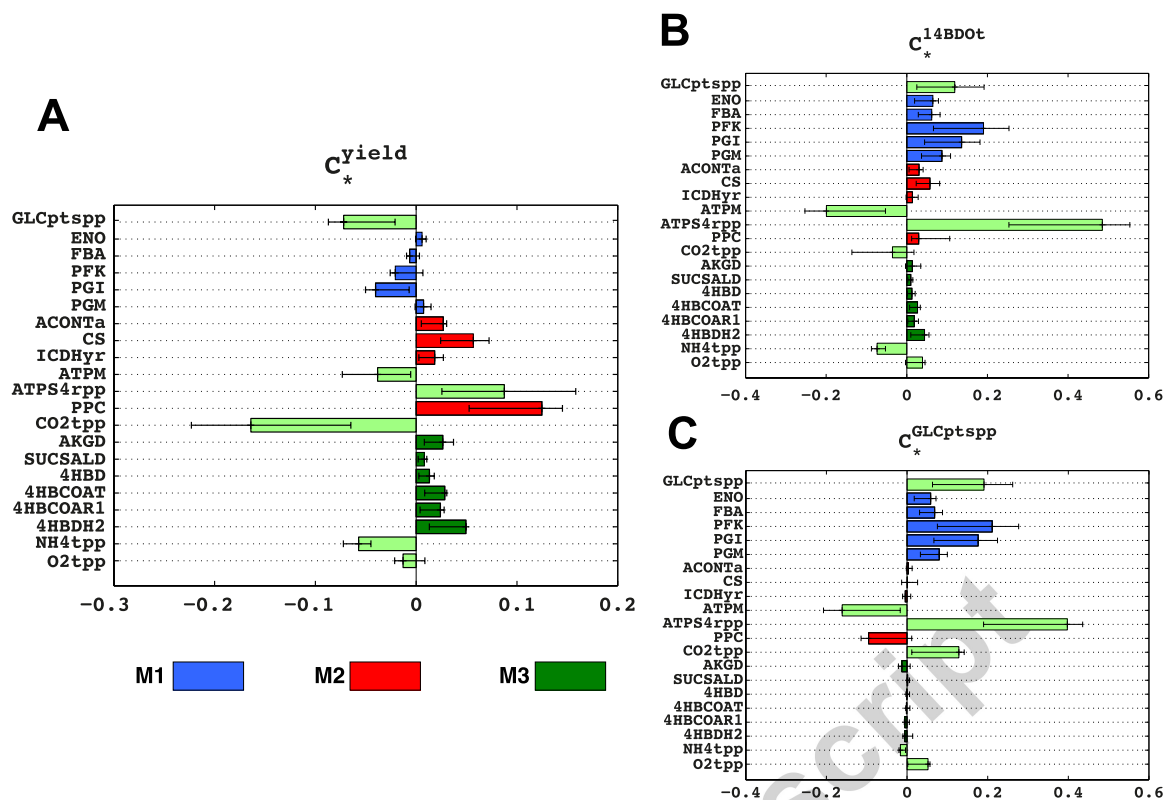 A
C*^yield
GLCptspp
ENO
FBA
PFK
PGI
PGM
ACONTa
CS
ICDHyr
ATPM
ATPS4rpp
PPC
CO2tpp
AKGD
SUCSALD
4HBD
4HBCOAT
4HBCOAR1
4HBDH2
NH4tpp
O2tpp
−0.3 −0.2 −0.1 0 0.1 0.2
M1 M2 M3
B
C*^14BDOt
GLCptspp
ENO
FBA
PFK
PGI
PGM
ACONTa
CS
ICDHyr
ATPM
ATPS4rpp
PPC
CO2tpp
AKGD
SUCSALD
4HBD
4HBCOAT
4HBCOAR1
4HBDH2
NH4tpp
O2tpp
−0.4 −0.2 0 0.2 0.4 0.6
C
C*^GLCptspp
GLCptspp
ENO
FBA
PFK
PGI
PGM
ACONTa
CS
ICDHyr
ATPM
ATPS4rpp
PPC
CO2tpp
AKGD
SUCSALD
4HBD
4HBCOAT
4HBCOAR1
4HBDH2
NH4tpp
O2tpp
−0.4 −0.2 0 0.2 0.4 0.6
script